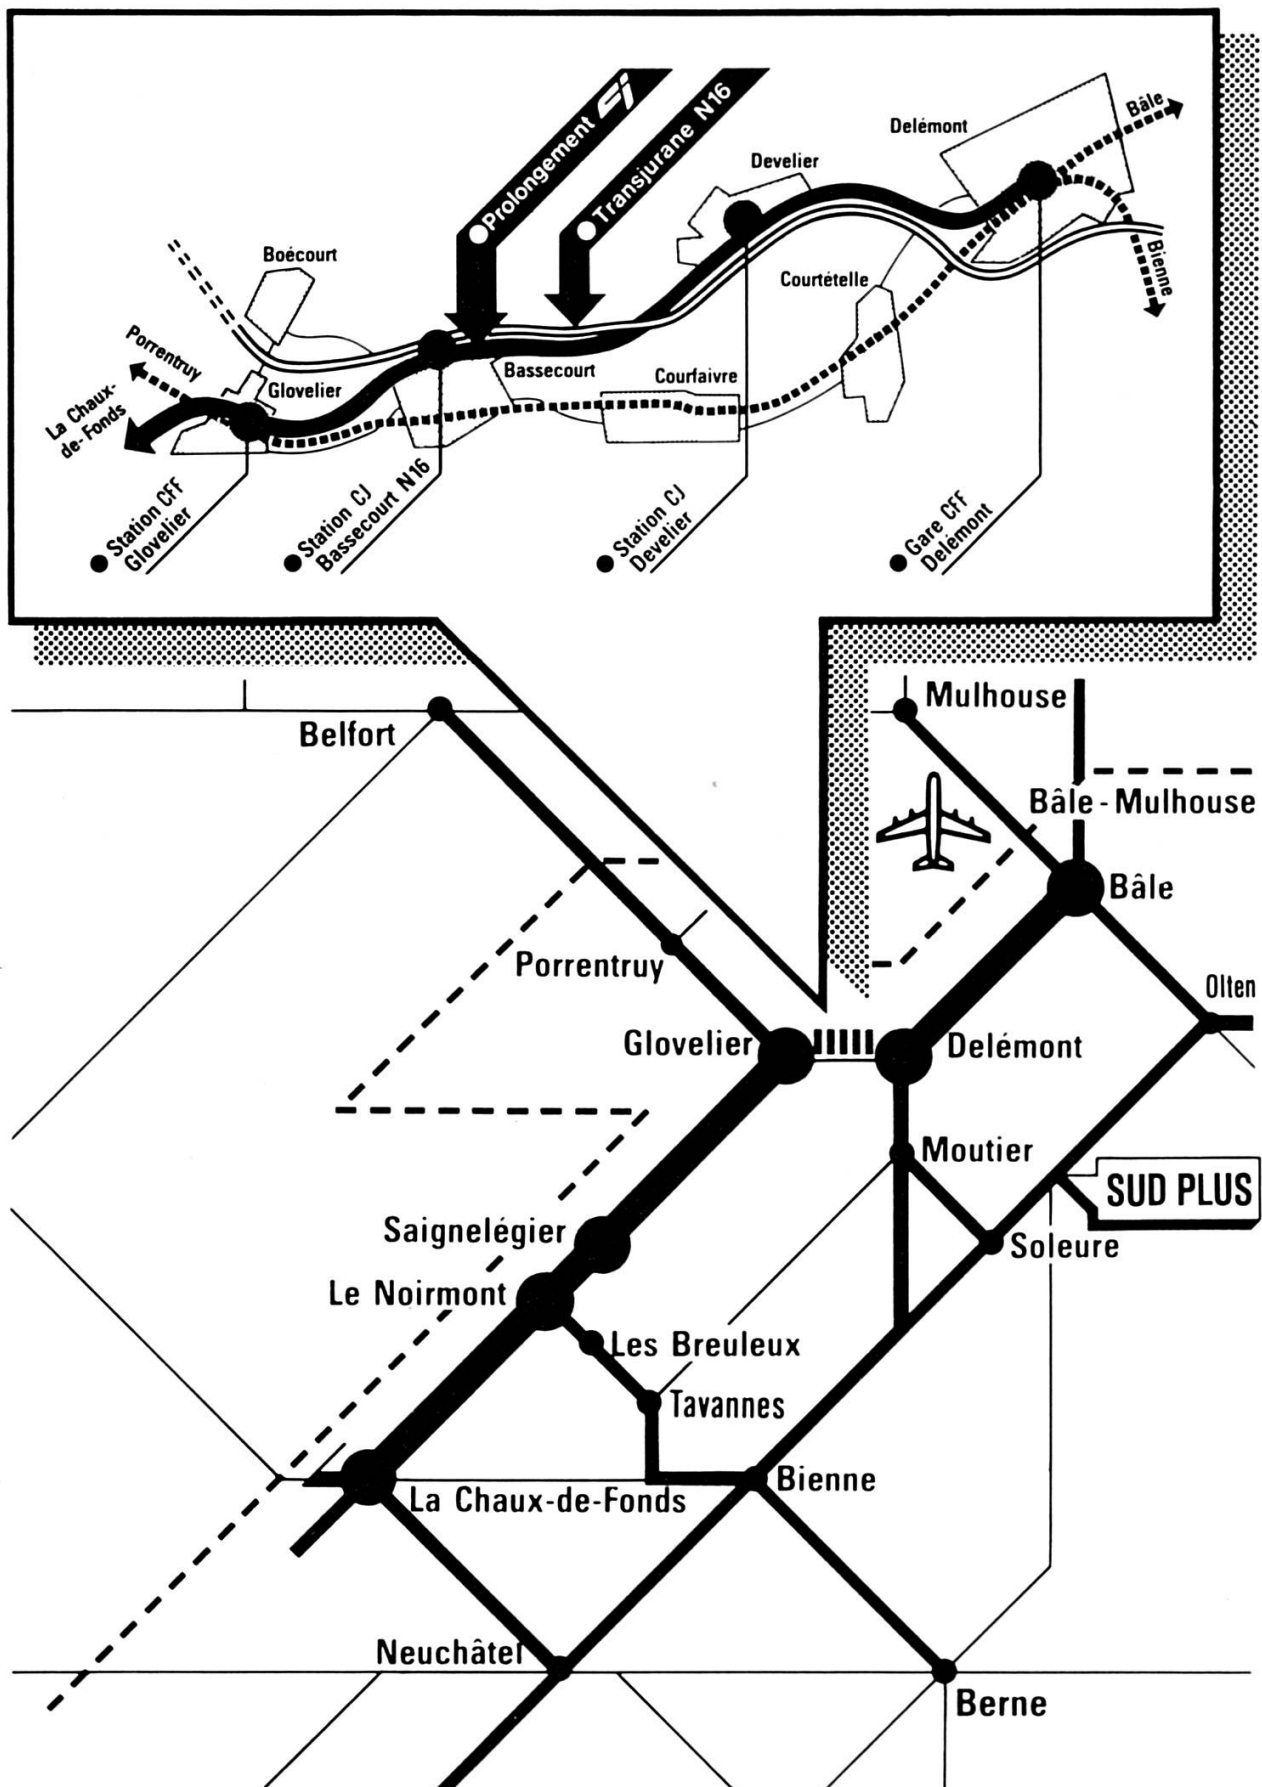 Prolongement CJ
Transjurane N16
Bâle
Delémont
Develier
Boécourt
Courtételle
Bienne
Porrentruy
La Chaux-
de-Fonds
Glovelier
Bassecourt
Courfaivre
Station CFF
Glovelier
Station CJ
Bassecourt N16
Station CJ
Develier
Gare CFF
Delémont
Mulhouse
Belfort
Bâle-Mulhouse
Bâle
Porrentruy
Olten
Glovelier
Delémont
Moutier
SUD PLUS
Saignelégier
Soleure
Le Noirmont
Les Breuleux
Tavannes
Bienne
La Chaux-de-Fonds
Neuchâtel
Berne